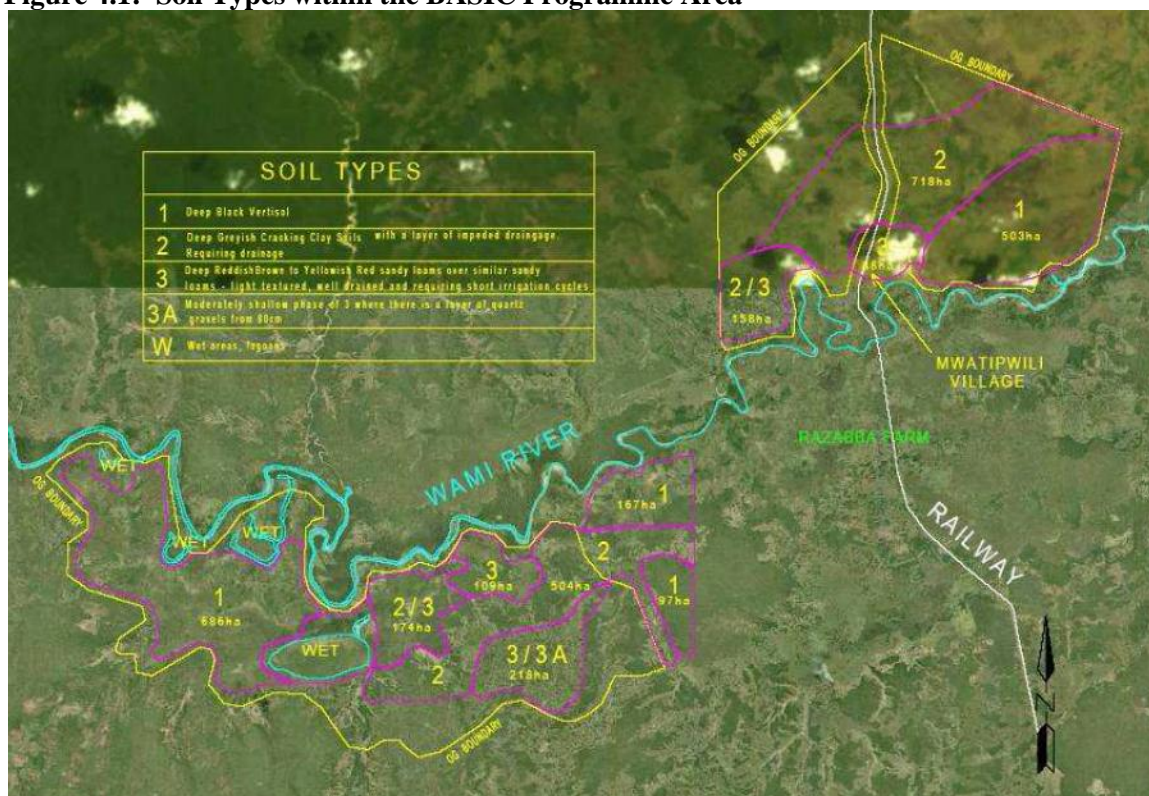 Figure 4.1: Soil Types within the BASIC Programme Area
OG BOUNDARY
OG BOUNDARY
SOIL TYPES
1 Deep Black Vertisol
2 Deep Greyish Cracking Clay Soils with a layer of impeded draingage.
Requiring drainage
3 Deep ReddishBrown to Yellowish Red sandy loams over similar sandy
loams - light textured, well drained and requiring short irrigation cycles
3A Moderately shallow phase of 3 where there is a layer of quartz
gravels from 80cm
W Wet areas, lagoons
2
718ha
1
503ha
3
2/3
158ha
MWATIPWILI
VILLAGE
RAZABBA FARM
WAMI RIVER
RAILWAY
OG BOUNDARY
WET
WET
WET
1
686ha
WET
2/3
174ha
3
109ha
504ha
2
167ha
1
1
97ha
2
3/3A
218ha
OG BOUNDARY
N